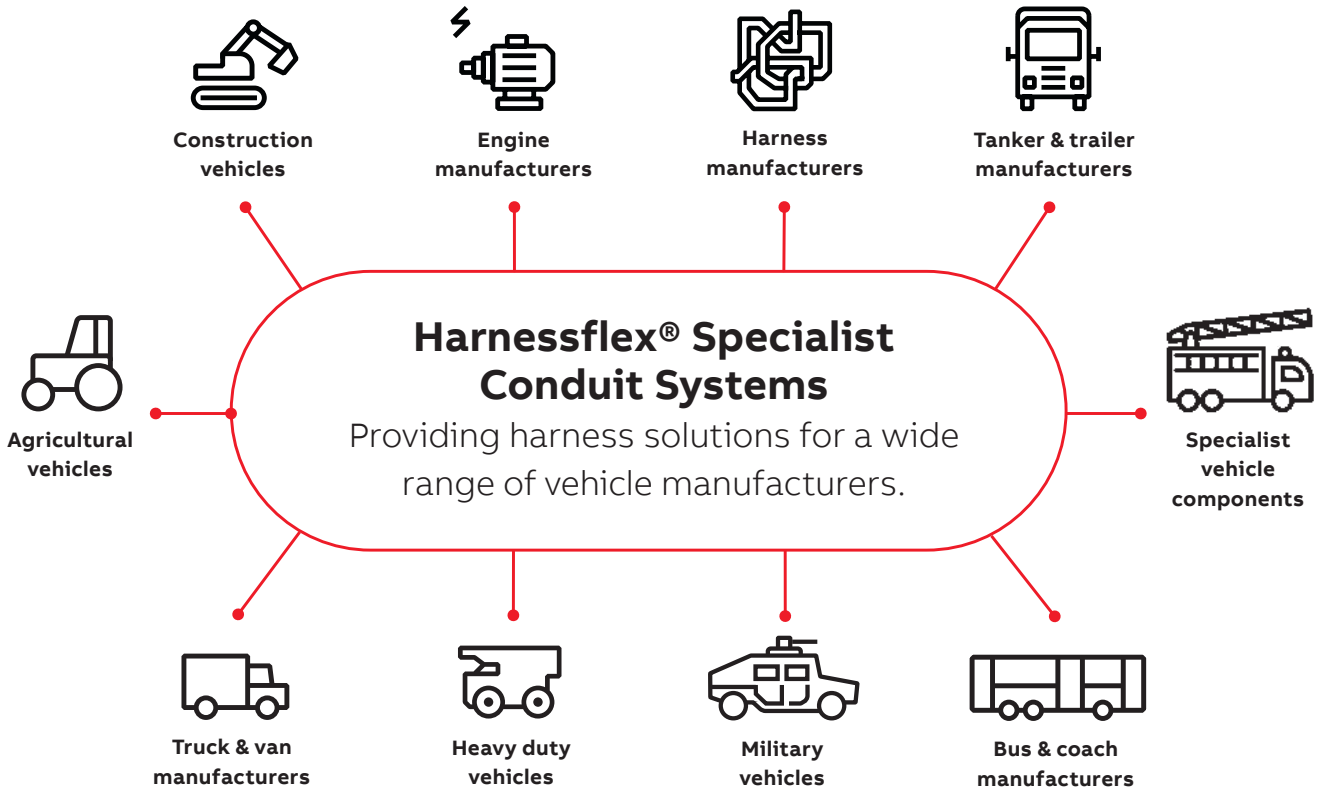 Construction
vehicles
Engine
manufacturers
Harness
manufacturers
Tanker & trailer
manufacturers
Harnessflex® Specialist
Conduit Systems
Providing harness solutions for a wide
range of vehicle manufacturers.
Agricultural
vehicles
Specialist
vehicle
components
Truck & van
manufacturers
Heavy duty
vehicles
Military
vehicles
Bus & coach
manufacturers